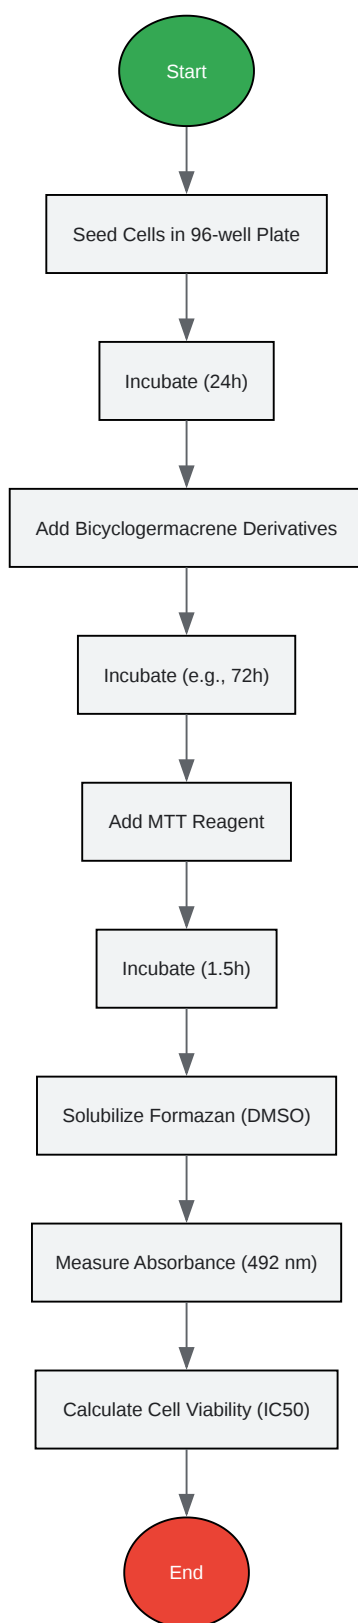 Start
Seed Cells in 96-well Plate
Incubate (24h)
Add Bicyclogermacrene Derivatives
Incubate (e.g., 72h)
Add MTT Reagent
Incubate (1.5h)
Solubilize Formazan (DMSO)
Measure Absorbance (492 nm)
Calculate Cell Viability (IC50)
End